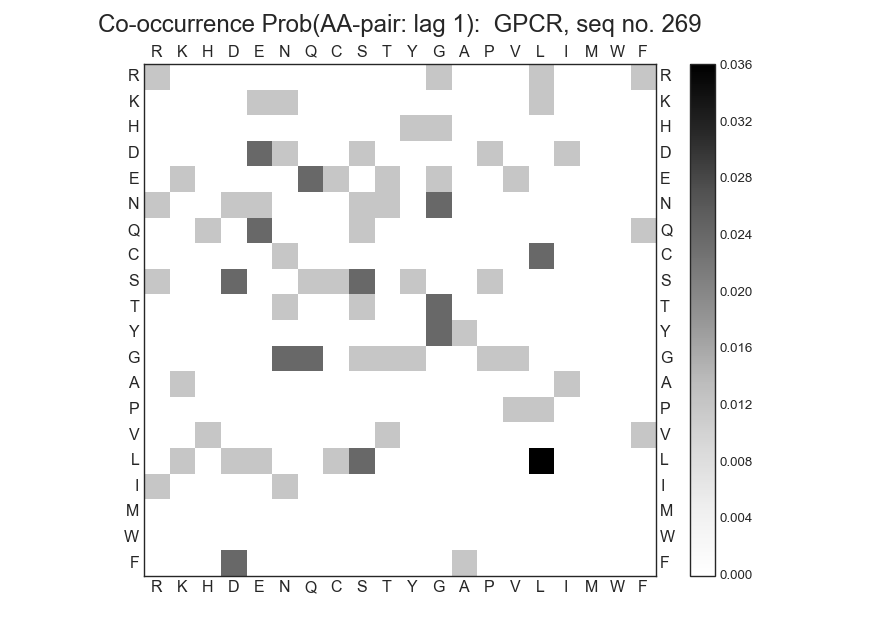 Co-occurrence Prob(AA-pair: lag 1):  GPCR, seq no. 269
R K H D E N Q C S T Y G A P V L I M W F
R R 0.036
K K
H H 0.032
D D
E E 0.028
N N
Q Q 0.024
C C
S S 0.020
T T
Y Y 0.016
G G
A A 0.012
P P
V V
L L 0.008
I I
M M 0.004
W W
F F 0.000
R K H D E N Q C S T Y G A P V L I M W F